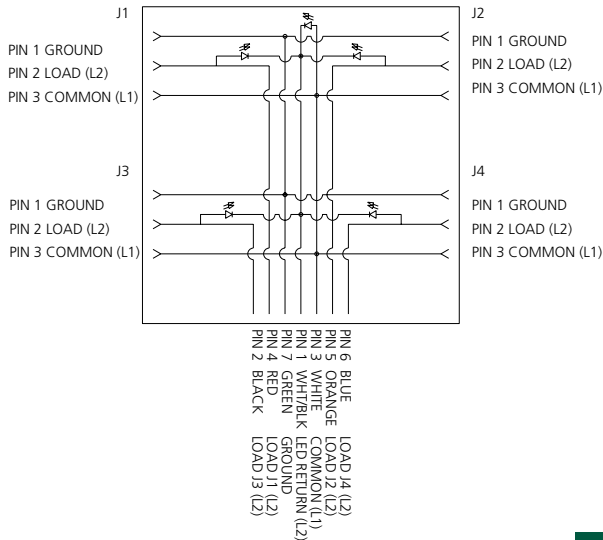 J1
J2
PIN 1 GROUND
PIN 2 LOAD (L2)
PIN 3 COMMON (L1)
PIN 1 GROUND
PIN 2 LOAD (L2)
PIN 3 COMMON (L1)
J3
J4
PIN 1 GROUND
PIN 2 LOAD (L2)
PIN 3 COMMON (L1)
PIN 1 GROUND
PIN 2 LOAD (L2)
PIN 3 COMMON (L1)
PIN 2 BLACK LOAD J3 (L2)
PIN 4 RED LOAD J1 (L2)
PIN 7 GREEN GROUND
PIN 1 WHT/BLK LED RETURN (L2)
PIN 3 WHITE COMMON (L1)
PIN 5 ORANGE LOAD J2 (L2)
PIN 6 BLUE LOAD J4 (L2)